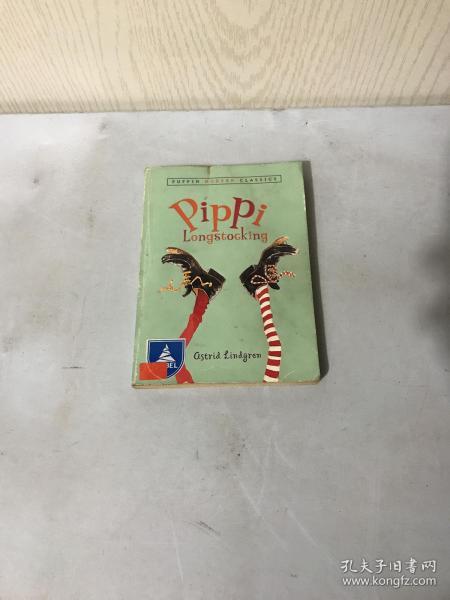 PUFFIN MODERN CLASSICS
Pippi
Longstocking
Astrid Lindgren
孔夫子旧书网
www.kongfz.com